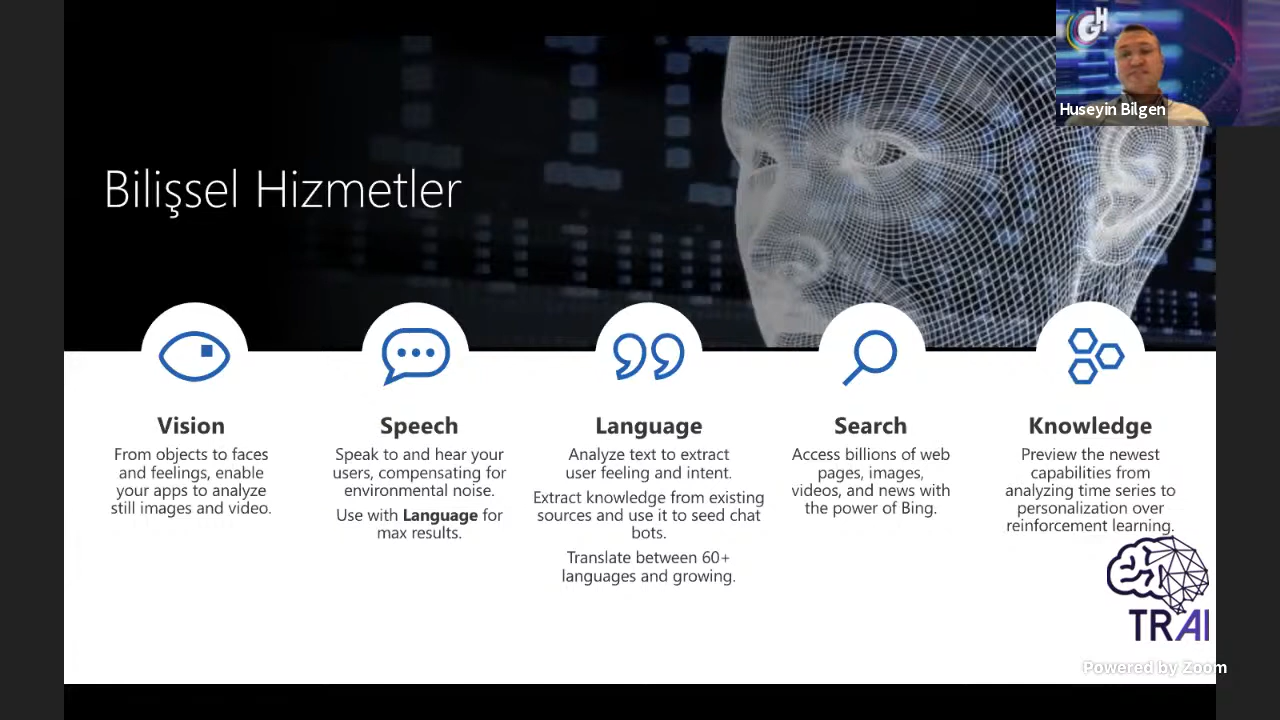 GH
Huseyin Bilgen
Bilişsel Hizmetler
Vision
From objects to faces
and feelings, enable
your apps to analyze
still images and video.
Speech
Speak to and hear your
users, compensating for
environmental noise.
Use with Language for
max results.
Language
Analyze text to extract
user feeling and intent.
Extract knowledge from existing
sources and use it to seed chat
bots.
Translate between 60+
languages and growing.
Search
Access billions of web
pages, images,
videos, and news with
the power of Bing.
Knowledge
Preview the newest
capabilities from
analyzing time series to
personalization over
reinforcement learning.
TRAI
Powered by Zoom